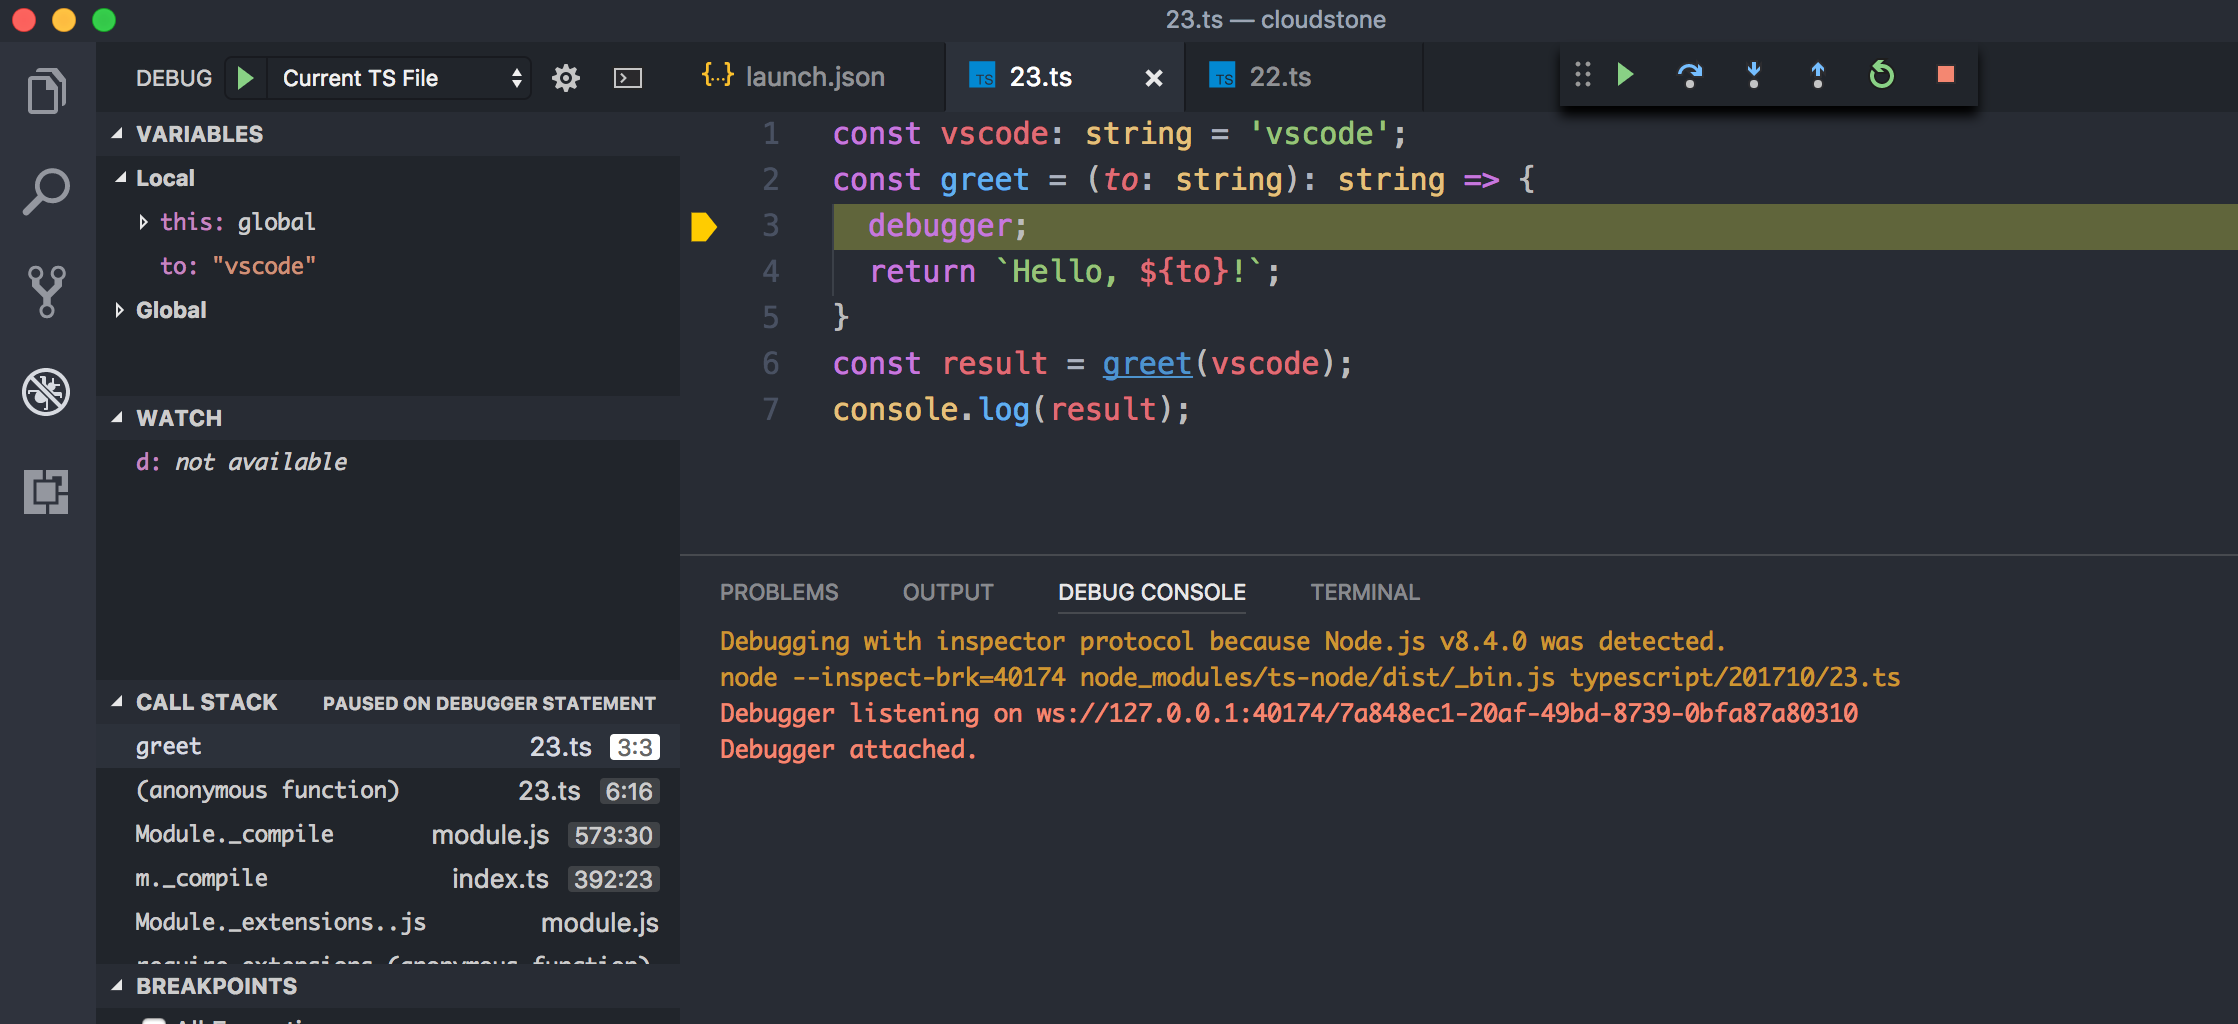 23.ts — cloudstone
DEBUG Current TS File
{...} launch.json TS 23.ts TS 22.ts
VARIABLES
Local
this: global
to: "vscode"
Global
WATCH
d: not available
CALL STACK PAUSED ON DEBUGGER STATEMENT
greet 23.ts 3:3
(anonymous function) 23.ts 6:16
Module._compile module.js 573:30
m._compile index.ts 392:23
Module._extensions..js module.js
require.extensions.(anonymous function)
BREAKPOINTS
1 const vscode: string = 'vscode';
2 const greet = (to: string): string => {
3 debugger;
4 return `Hello, ${to}!`;
5 }
6 const result = greet(vscode);
7 console.log(result);
PROBLEMS OUTPUT DEBUG CONSOLE TERMINAL
Debugging with inspector protocol because Node.js v8.4.0 was detected.
node --inspect-brk=40174 node_modules/ts-node/dist/_bin.js typescript/201710/23.ts
Debugger listening on ws://127.0.0.1:40174/7a848ec1-20af-49bd-8739-0bfa87a80310
Debugger attached.